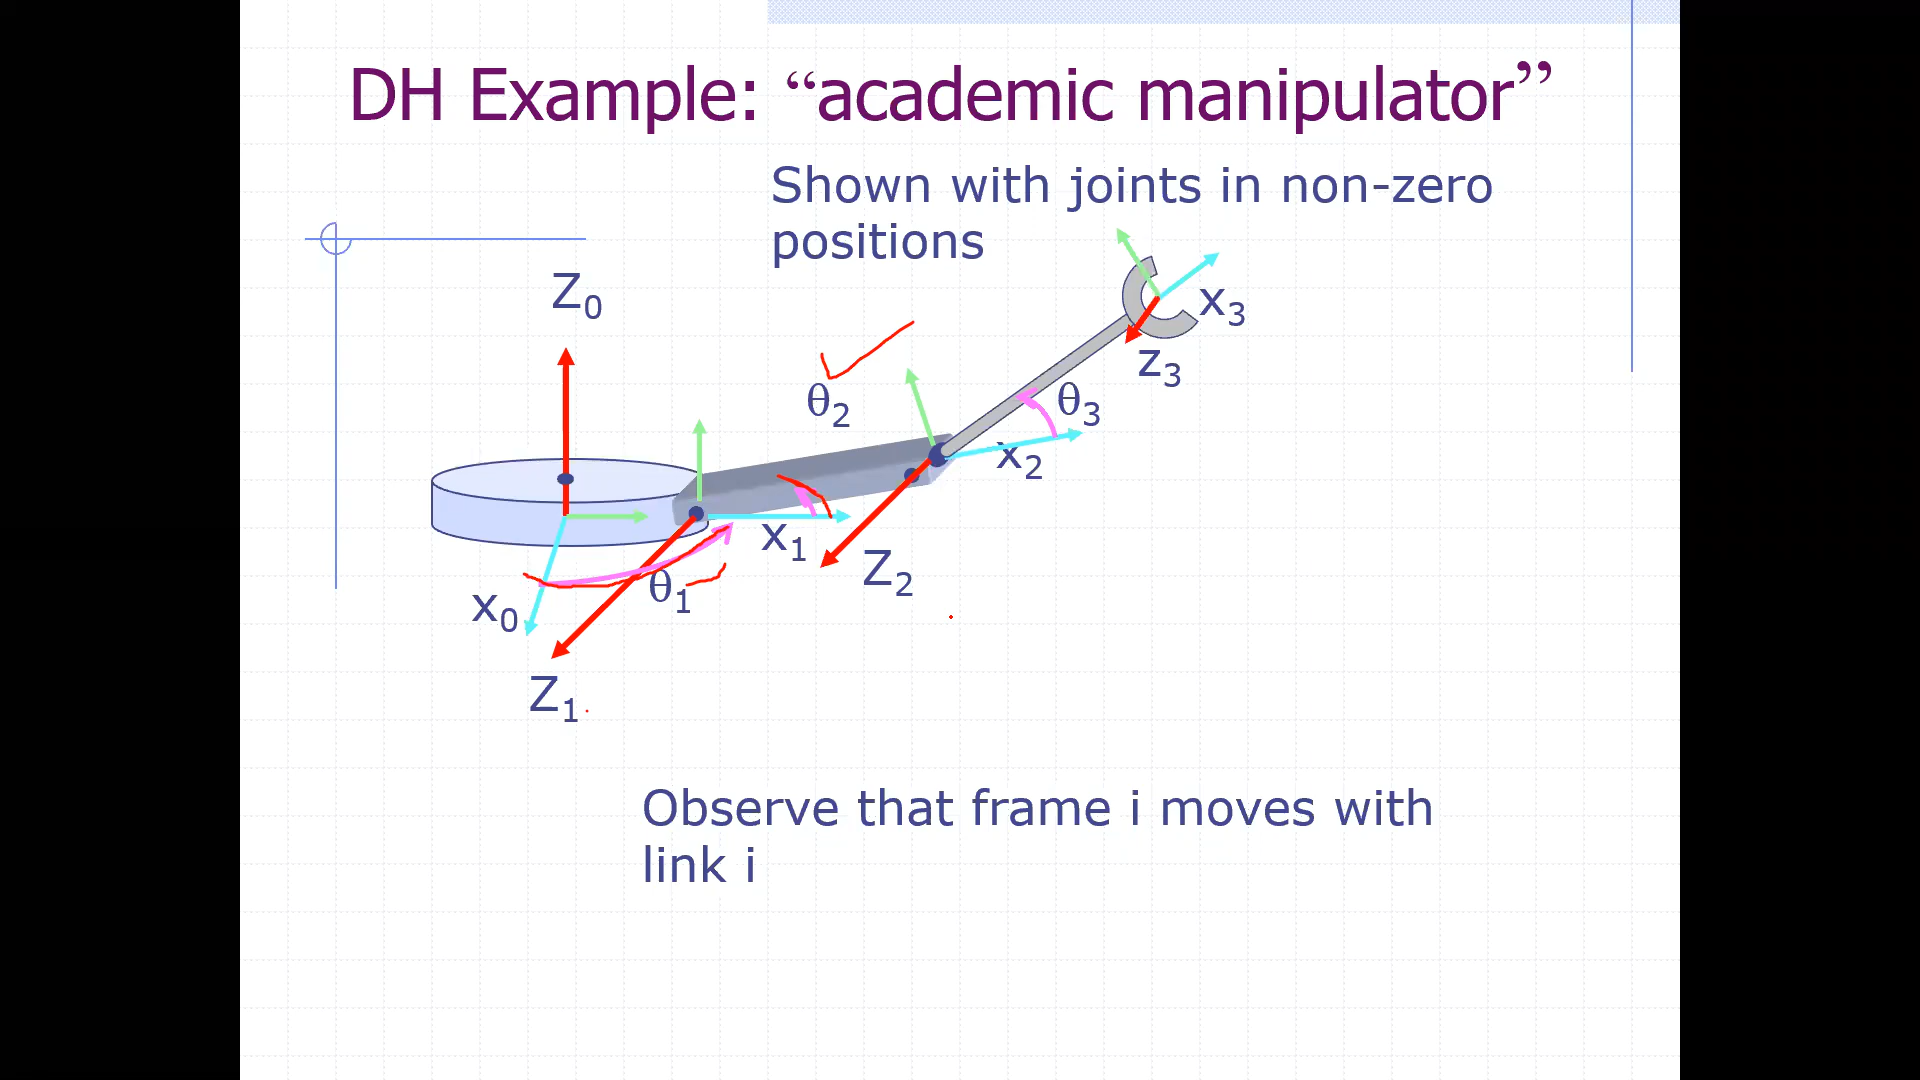 DH Example: “academic manipulator”
Shown with joints in non-zero
positions
Z0
x3
z3
θ2
θ3
x2
x1
Z2
θ1
x0
Z1
Observe that frame i moves with
link i